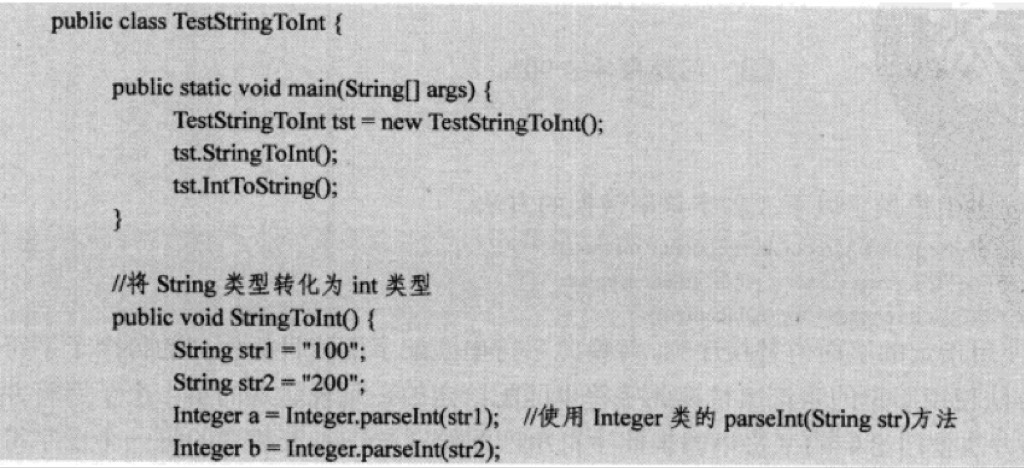 public class TestStringToInt {
public static void main(String[] args) {
TestStringToInt tst = new TestStringToInt();
tst.StringToInt();
tst.IntToString();
}
//将 String 类型转化为 int 类型
public void StringToInt() {
String str1 = "100";
String str2 = "200";
Integer a = Integer.parseInt(str1); //使用 Integer 类的 parseInt(String str)方法
Integer b = Integer.parseInt(str2);